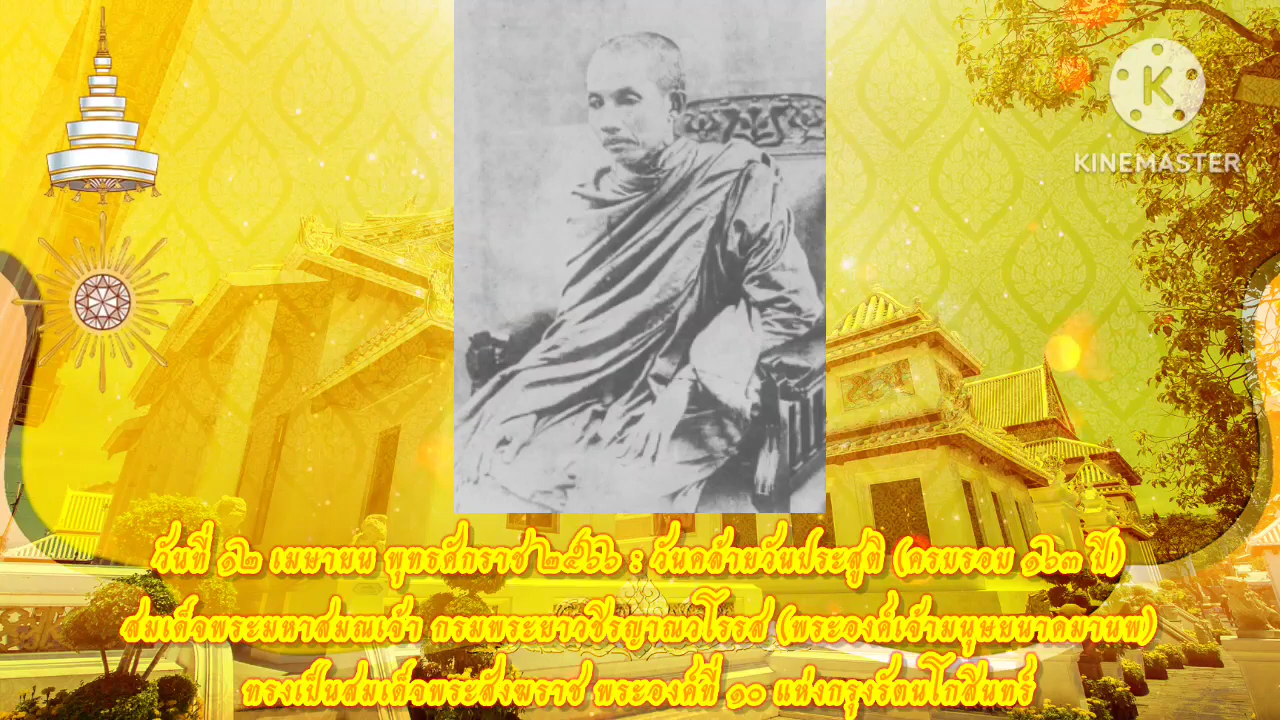 K
KINEMASTER
วันที่ ๑๒ เมษายน พุทธศักราช ๒๕๖๖ : วันคล้ายวันประสูติ (ครบรอบ ๑๖๓ ปี)
สมเด็จพระมหาสมณเจ้า กรมพระยาวชิรญาณวโรรส (พระองค์เจ้ามนุษยนาคมานพ)
ทรงเป็นสมเด็จพระสังฆราช พระองค์ที่ ๑๐ แห่งกรุงรัตนโกสินทร์